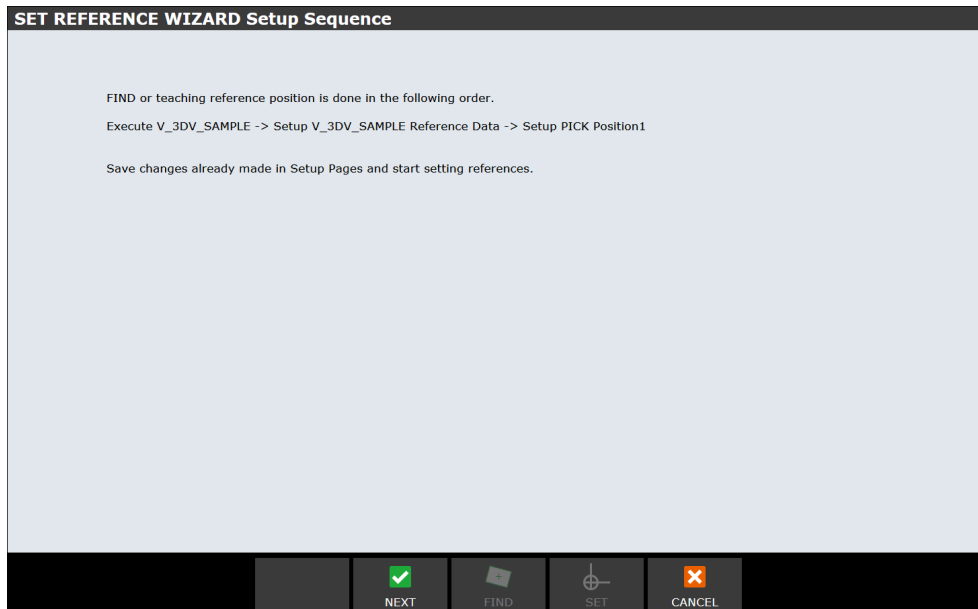 SET REFERENCE WIZARD Setup Sequence
FIND or teaching reference position is done in the following order.
Execute V_3DV_SAMPLE -> Setup V_3DV_SAMPLE Reference Data -> Setup PICK Position1
Save changes already made in Setup Pages and start setting references.
NEXT
FIND
SET
CANCEL